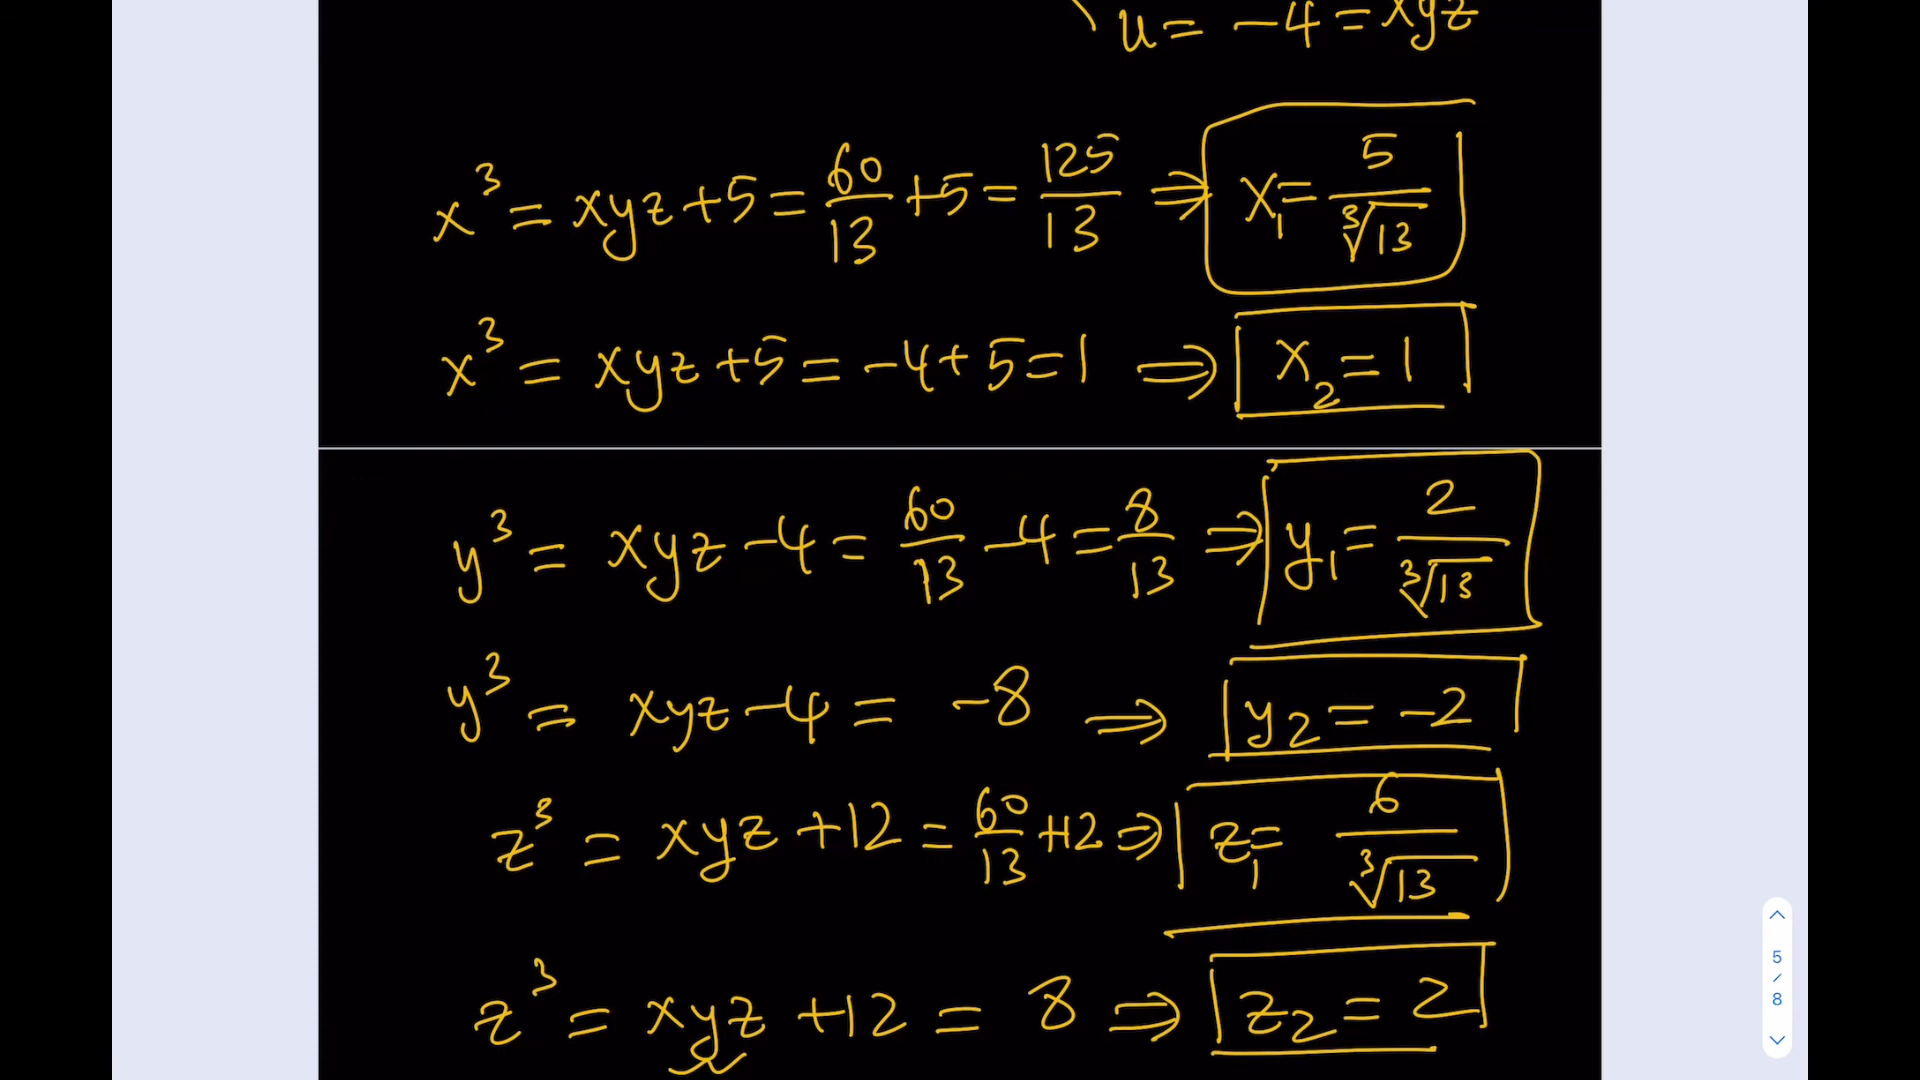 u = -4 = xyz
x³ = xyz + 5 = 60/13 + 5 = 125/13 ⇒ x₁ = 5/∛13
x³ = xyz + 5 = -4 + 5 = 1 ⇒ x₂ = 1
y³ = xyz - 4 = 60/13 - 4 = 8/13 ⇒ y₁ = 2/∛13
y³ = xyz - 4 = -8 ⇒ y₂ = -2
z³ = xyz + 12 = 60/13 + 12 ⇒ z₁ = 6/∛13
z³ = xyz + 12 = 8 ⇒ z₂ = 2
5
/
8